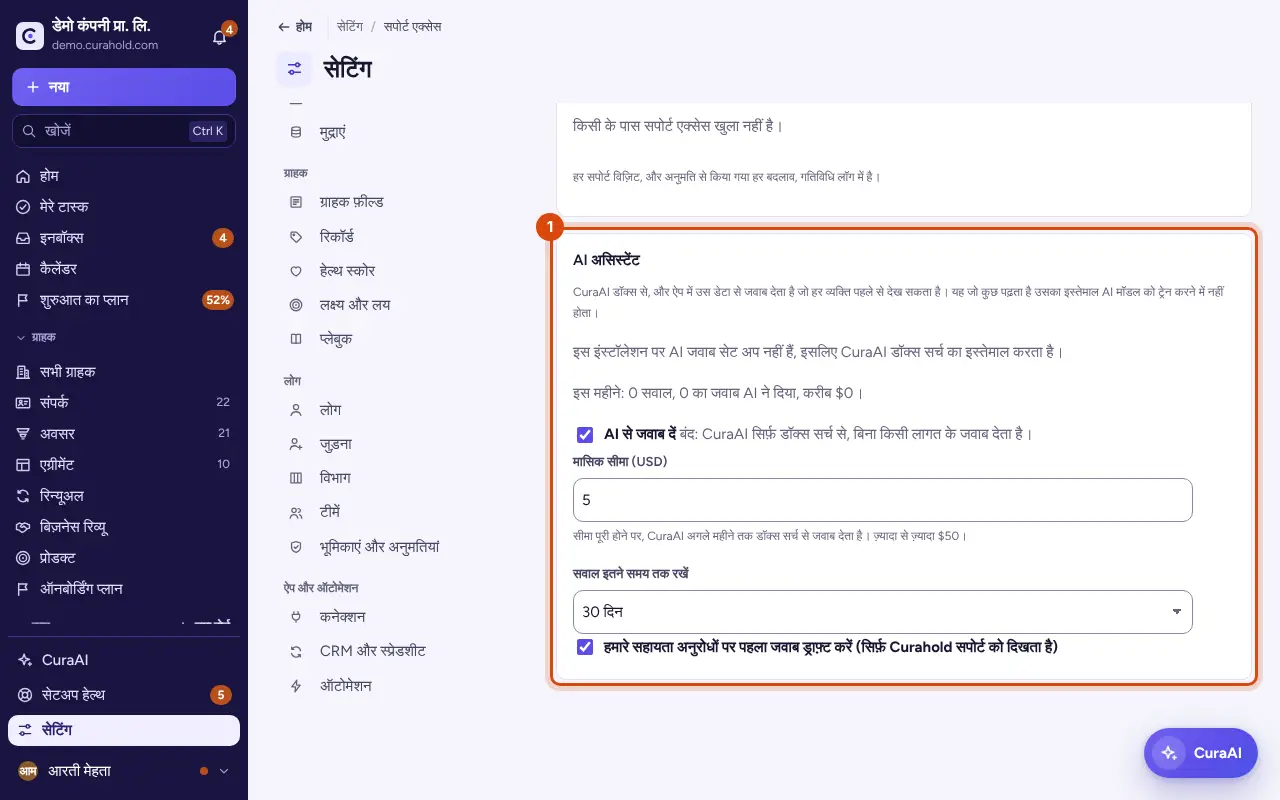 डेमो कंपनी प्रा. लि.
demo.curahold.com
4
नया
खोजें
Ctrl K
होम
मेरे टास्क
इनबॉक्स
4
कैलेंडर
शुरुआत का प्लान
52%
ग्राहक
सभी ग्राहक
संपर्क
22
अवसर
21
एग्रीमेंट
10
रिन्यूअल
बिज़नेस रिव्यू
प्रोडक्ट
ऑनबोर्डिंग प्लान
CuraAI
सेटअप हेल्थ
5
सेटिंग
आम
आरती मेहता
होम
सेटिंग / सपोर्ट एक्सेस
सेटिंग
मुद्राएं
ग्राहक
ग्राहक फ़ील्ड
रिकॉर्ड
हेल्थ स्कोर
लक्ष्य और लय
प्लेबुक
लोग
लोग
जुड़ना
विभाग
टीमें
भूमिकाएं और अनुमतियां
ऐप और ऑटोमेशन
कनेक्शन
CRM और स्प्रेडशीट
ऑटोमेशन
किसी के पास सपोर्ट एक्सेस खुला नहीं है।
हर सपोर्ट विज़िट, और अनुमति से किया गया हर बदलाव, गतिविधि लॉग में है।
1
AI असिस्टेंट
CuraAI डॉक्स से, और ऐप में उस डेटा से जवाब देता है जो हर व्यक्ति पहले से देख सकता है। यह जो कुछ पढ़ता है उसका इस्तेमाल AI मॉडल को ट्रेन करने में नहीं
होता।
इस इंस्टॉलेशन पर AI जवाब सेट अप नहीं हैं, इसलिए CuraAI डॉक्स सर्च का इस्तेमाल करता है।
इस महीने: 0 सवाल, 0 का जवाब AI ने दिया, करीब $0।
AI से जवाब दें बंद: CuraAI सिर्फ़ डॉक्स सर्च से, बिना किसी लागत के जवाब देता है।
मासिक सीमा (USD)
5
सीमा पूरी होने पर, CuraAI अगले महीने तक डॉक्स सर्च से जवाब देता है। ज़्यादा से ज़्यादा $50।
सवाल इतने समय तक रखें
30 दिन
हमारे सहायता अनुरोधों पर पहला जवाब ड्राफ़्ट करें (सिर्फ़ Curahold सपोर्ट को दिखता है)
CuraAI